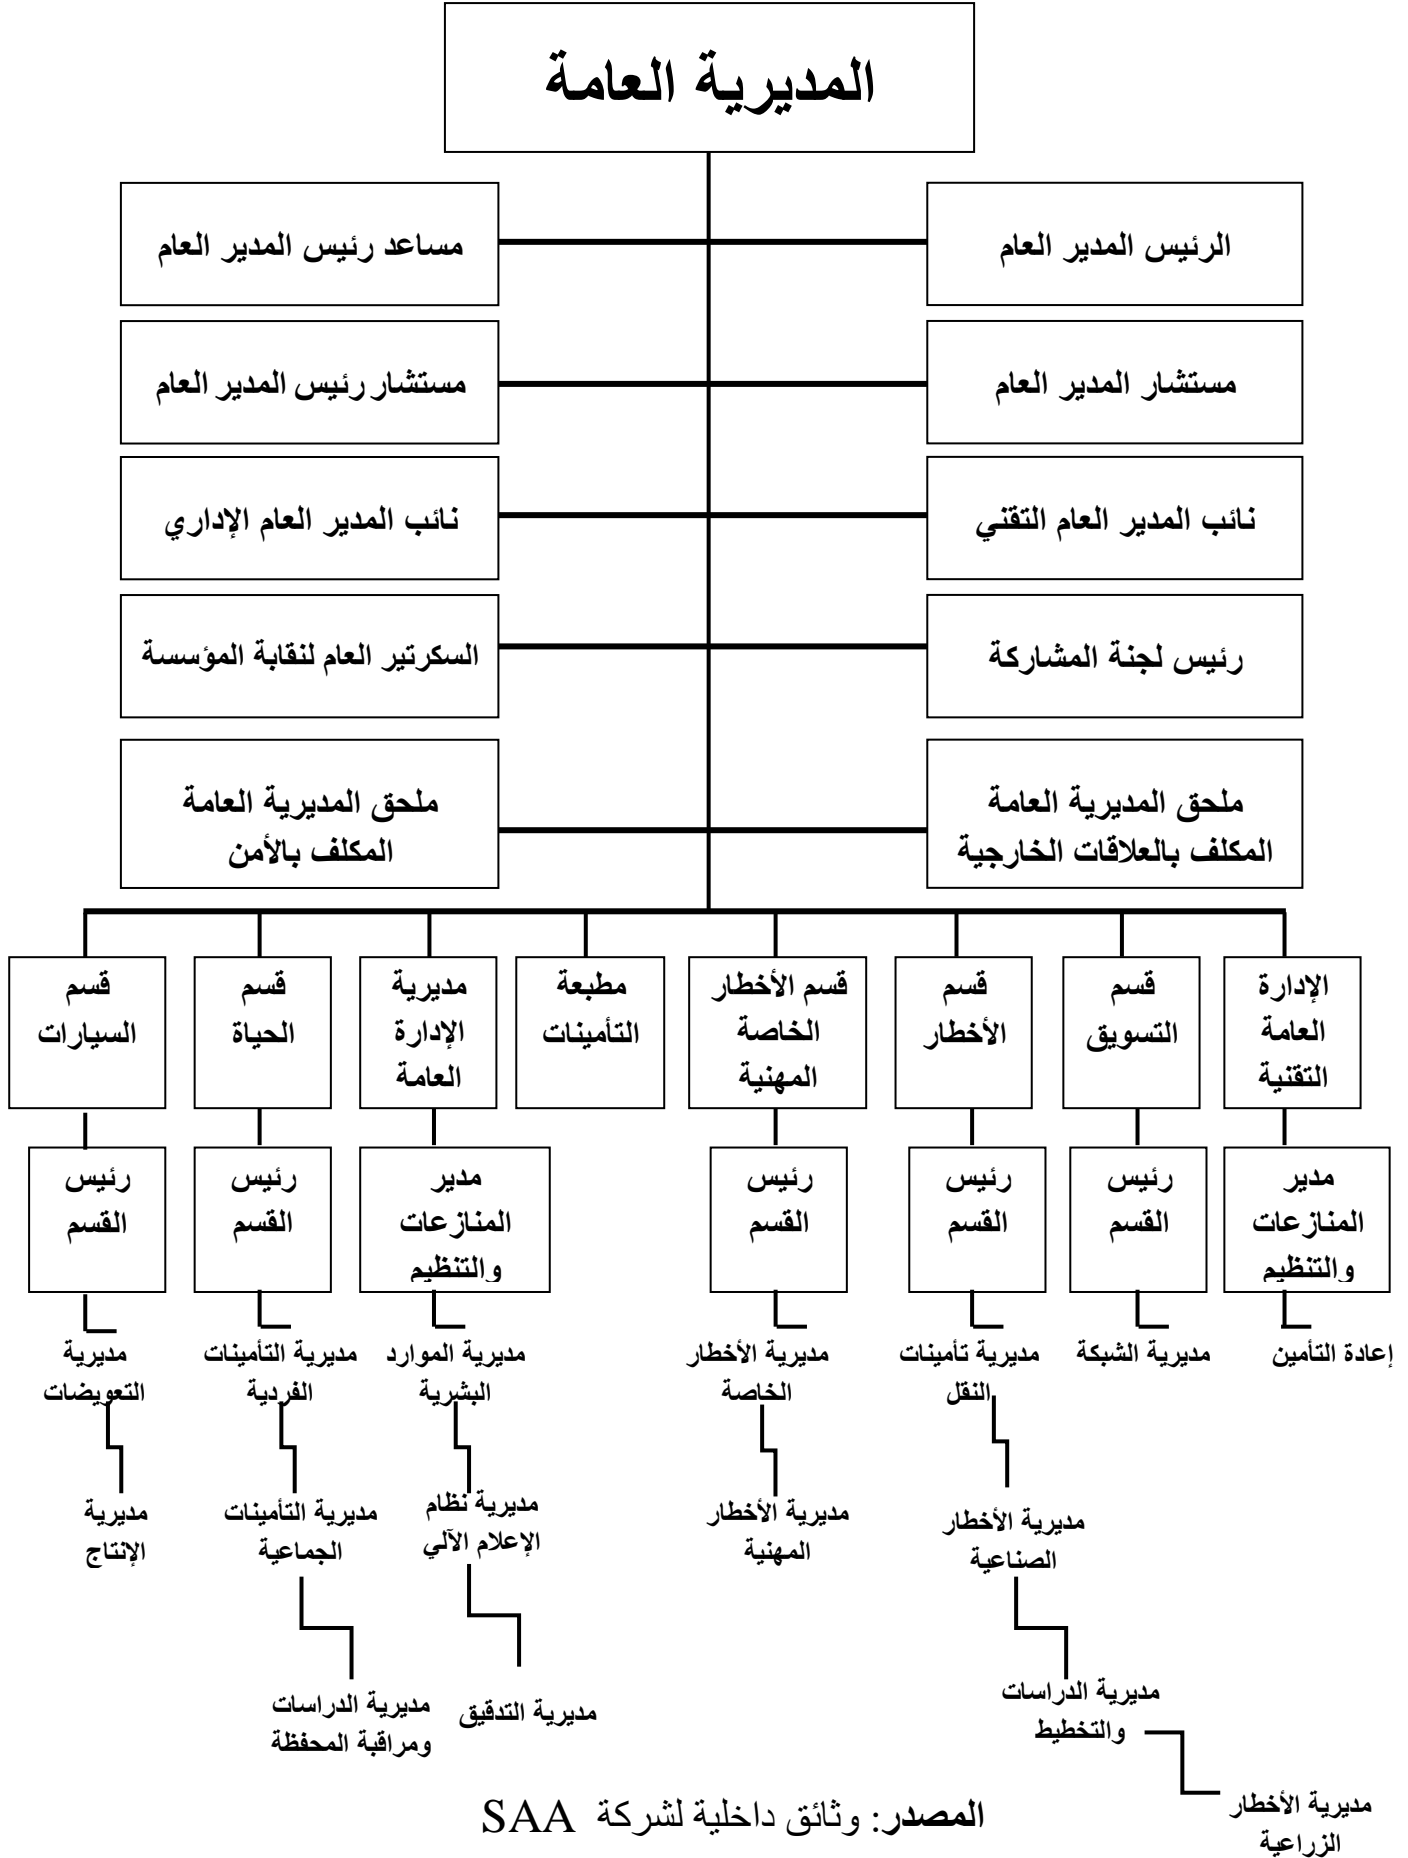 المديرية العامة
الرئيس المدير العام
مساعد رئيس المدير العام
مستشار المدير العام
مستشار رئيس المدير العام
نائب المدير العام التقني
نائب المدير العام الإداري
رئيس لجنة المشاركة
السكرتير العام لنقابة المؤسسة
ملحق المديرية العامة
المكلف بالعلاقات الخارجية
ملحق المديرية العامة
المكلف بالأمن
الإدارة
العامة
التقنية
قسم
التسويق
قسم
الأخطار
قسم الأخطار
الخاصة
المهنية
مطبعة
التأمينات
مديرية
الإدارة
العامة
قسم
الحياة
قسم
السيارات
مدير
المنازعات
والتنظيم
رئيس
القسم
رئيس
القسم
رئيس
القسم
مدير
المنازعات
والتنظيم
رئيس
القسم
رئيس
القسم
إعادة التأمين
مديرية الشبكة
مديرية تأمينات
النقل
مديرية الأخطار
الخاصة
مديرية الموارد
البشرية
مديرية التأمينات
الفردية
مديرية
التعويضات
مديرية الأخطار
الصناعية
مديرية الأخطار
المهنية
مديرية نظام
الإعلام الآلي
مديرية التأمينات
الجماعية
مديرية
الإنتاج
مديرية الدراسات
والتخطيط
مديرية التدقيق
مديرية الدراسات
ومراقبة المحفظة
مديرية الأخطار
الزراعية
المصدر: وثائق داخلية لشركة SAA